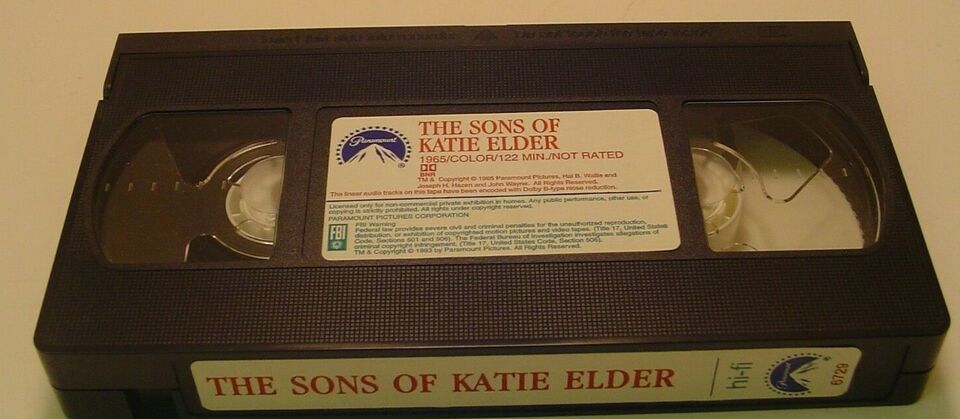 Paramount
THE SONS OF
KATIE ELDER
1965/COLOR/122 MIN./NOT RATED
BNR
TM & Copyright © 1965 Paramount Pictures, Hal B. Wallis and
Joseph H. Hazen and John Wayne. All Rights Reserved.
The linear audio tracks on this tape have been encoded with Dolby B-type noise reduction.
Licensed only for non-commercial private exhibition in homes. Any public performance, other use, or
copying is strictly prohibited. All rights under copyright reserved.
PARAMOUNT PICTURES CORPORATION
FBI
FBI Warning
Federal law provides severe civil and criminal penalties for the unauthorized reproduction,
distribution, or exhibition of copyrighted motion pictures and video tapes. (Title 17, United States
Code, Sections 501 and 506). The Federal Bureau of Investigation investigates allegations of
criminal copyright infringement. (Title 17, United States Code, Section 506).
TM & Copyright © 1993 by Paramount Pictures. All Rights Reserved.
THE SONS OF KATIE ELDER
hi-fi
Paramount
6729